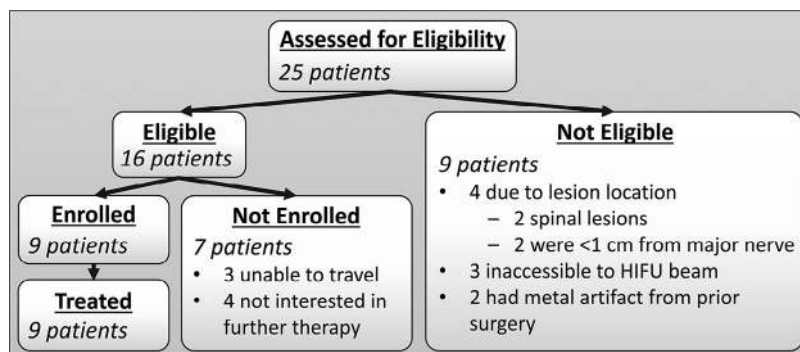 Assessed for Eligibility
25 patients
Eligible
16 patients
Not Eligible
9 patients
• 4 due to lesion location
– 2 spinal lesions
– 2 were <1 cm from major nerve
• 3 inaccessible to HIFU beam
• 2 had metal artifact from prior
surgery
Enrolled
9 patients
Not Enrolled
7 patients
• 3 unable to travel
• 4 not interested in
further therapy
Treated
9 patients